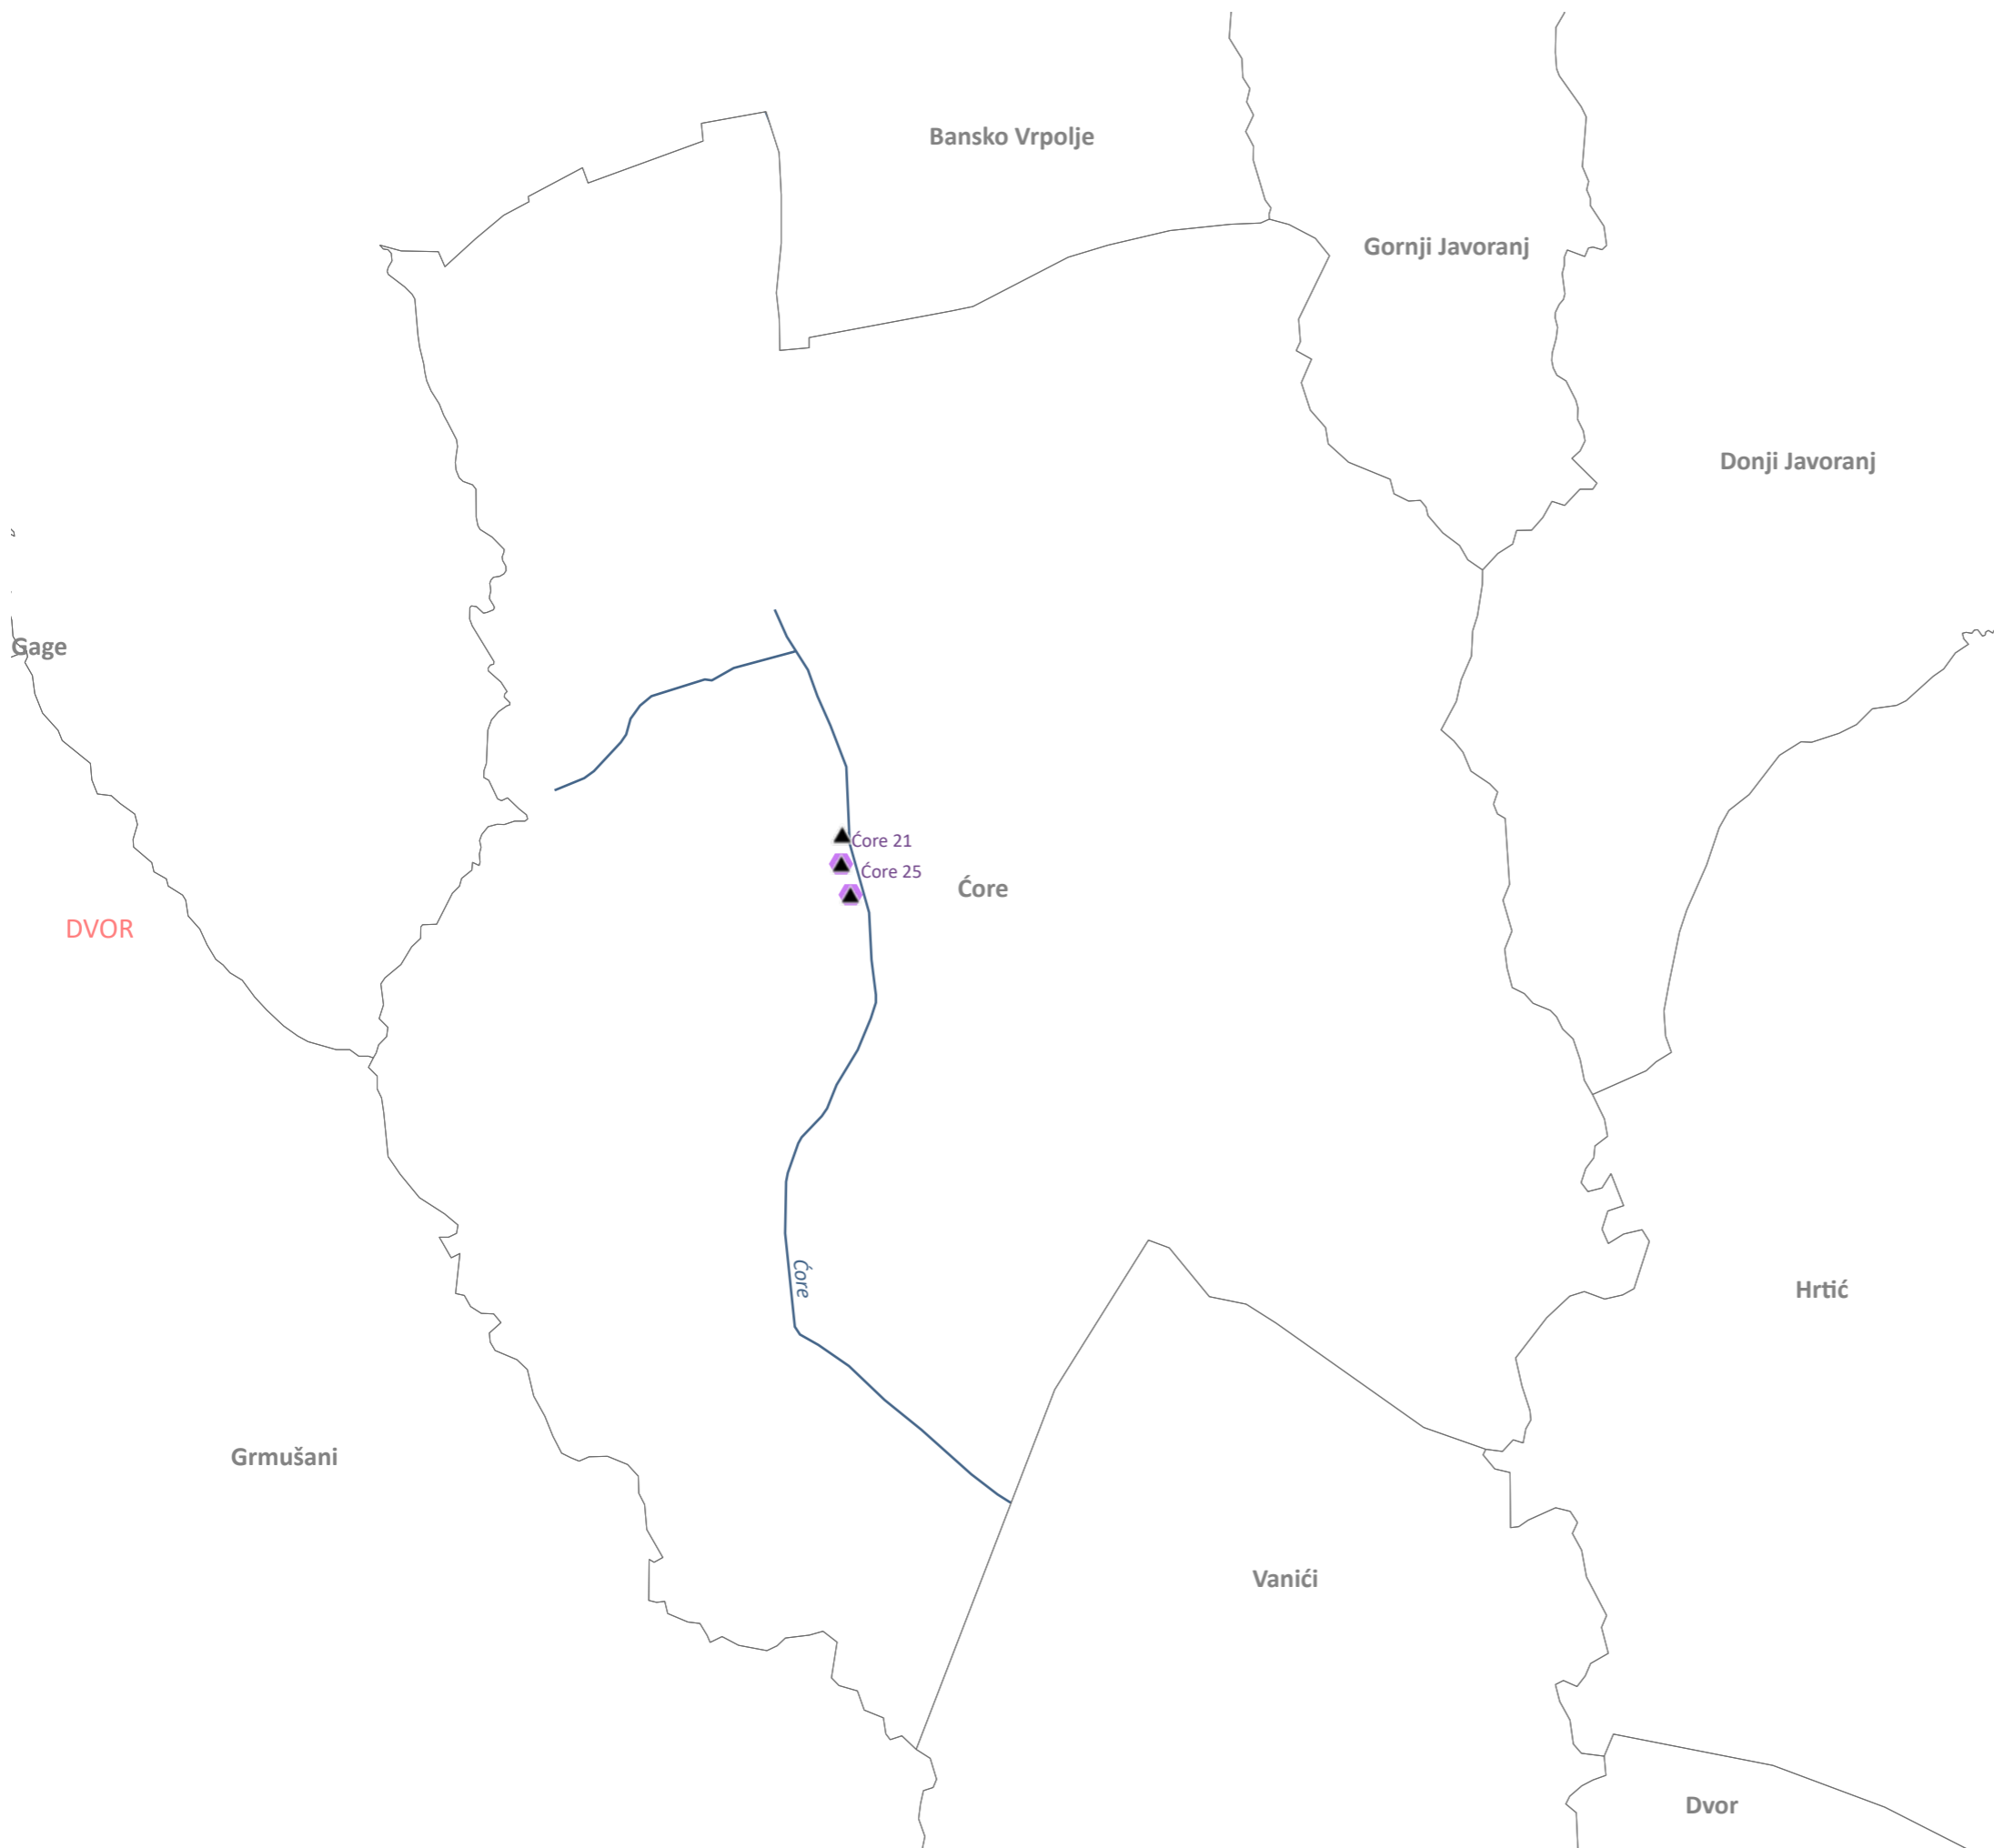 Bansko Vrpolje
Gornji Javoranj
Donji Javoranj
Gage
Ćore 21
Ćore 25
Ćore
DVOR
Ćore
Hrtić
Grmušani
Vanići
Dvor